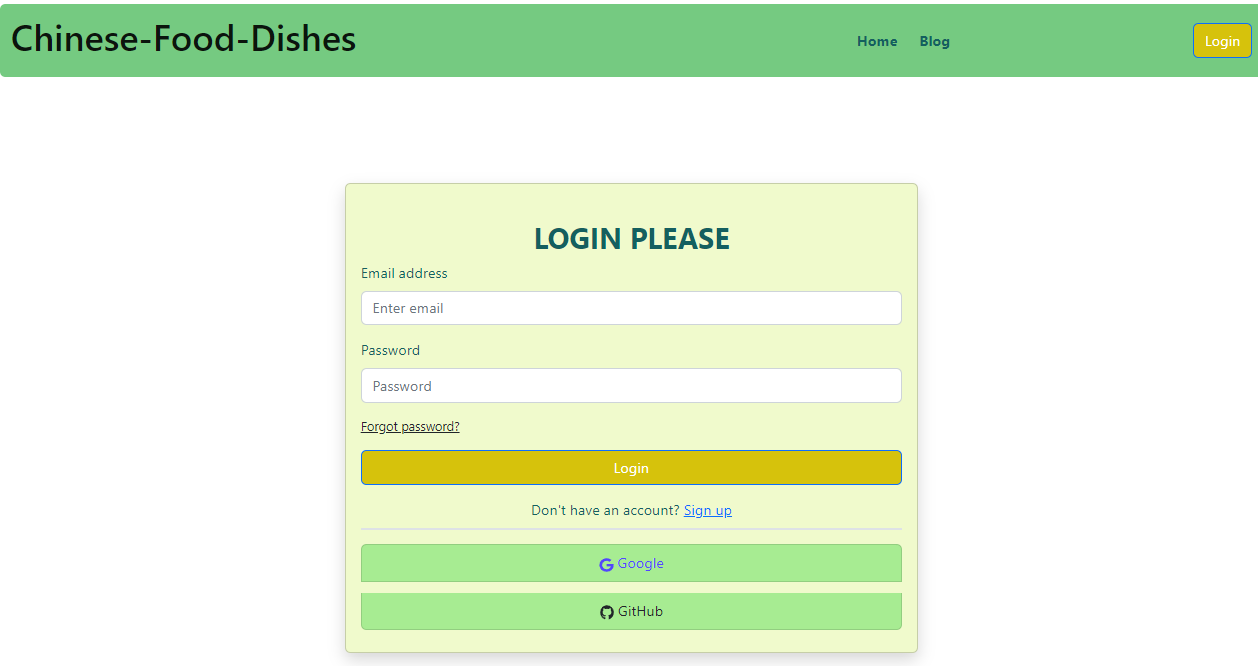 Chinese-Food-Dishes
Home Blog
Login
LOGIN PLEASE
Email address
Enter email
Password
Password
Forgot password?
Login
Don't have an account? Sign up
Google
GitHub